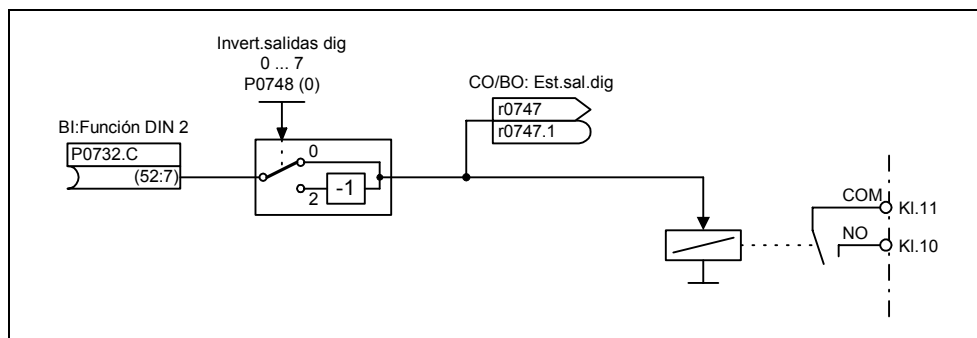 Invert.salidas dig
0 ... 7
P0748 (0)
CO/BO: Est.sal.dig
r0747
r0747.1
BI:Función DIN 2
P0732.C
(52:7)
0
2
-1
COM
Kl.11
NO
Kl.10